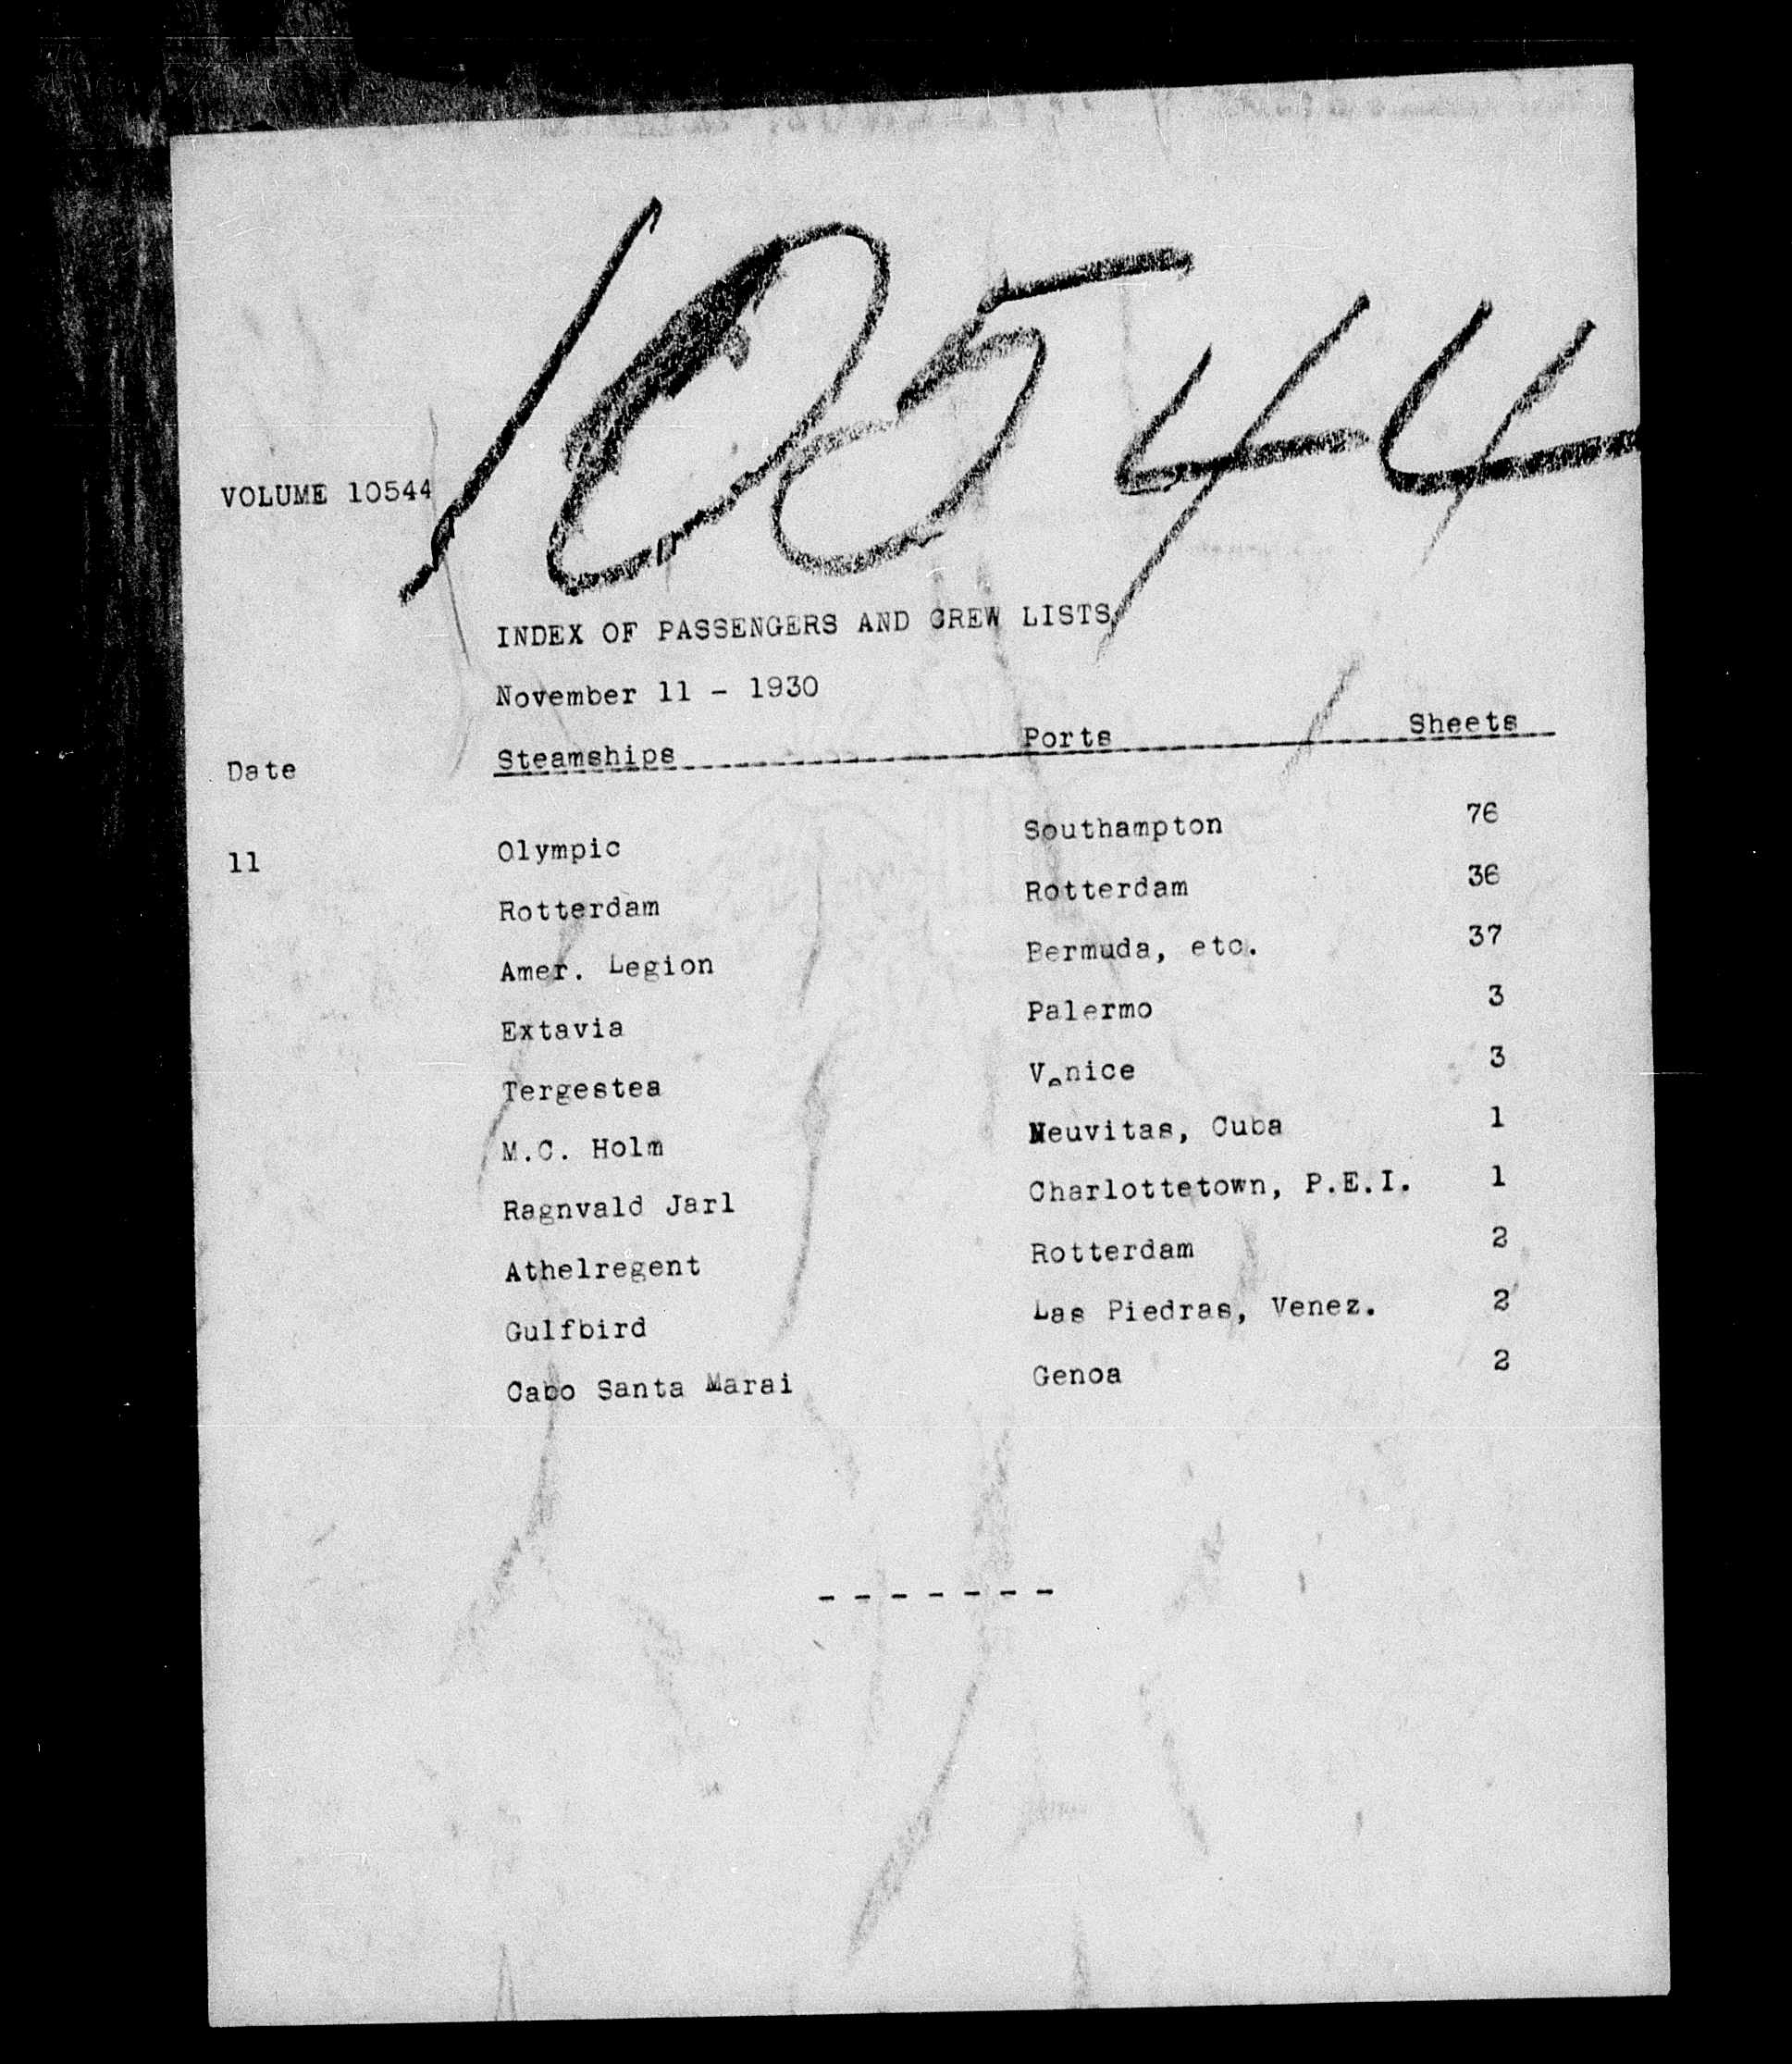 10544
VOLUME 10544
INDEX OF PASSENGERS AND CREW LISTS
November 11 - 1930
Date Steamships Ports Sheets
11 Olympic Southampton 76
Rotterdam Rotterdam 36
Amer. Legion Bermuda, etc. 37
Extavia Palermo 3
Tergestea Venice 3
M.C. Holm Neuvitas, Cuba 1
Ragnvald Jarl Charlottetown, P.E.I. 1
Athelregent Rotterdam 2
Gulfbird Las Piedras, Venez. 2
Cabo Santa Marai Genoa 2
- - - - - - -